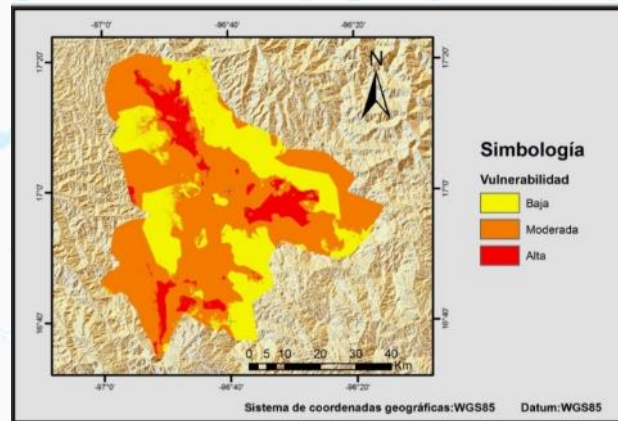 -97°0' -96°40' -96°20'
17°20' 17°20'
N
17°0' 17°0'
16°40' 16°40'
0 5 10 20 30 40
Km
-97°0' -96°40' -96°20'
Simbología
Vulnerabilidad
Baja
Moderada
Alta
Sistema de coordenadas geográficas:WGS85 Datum:WGS85